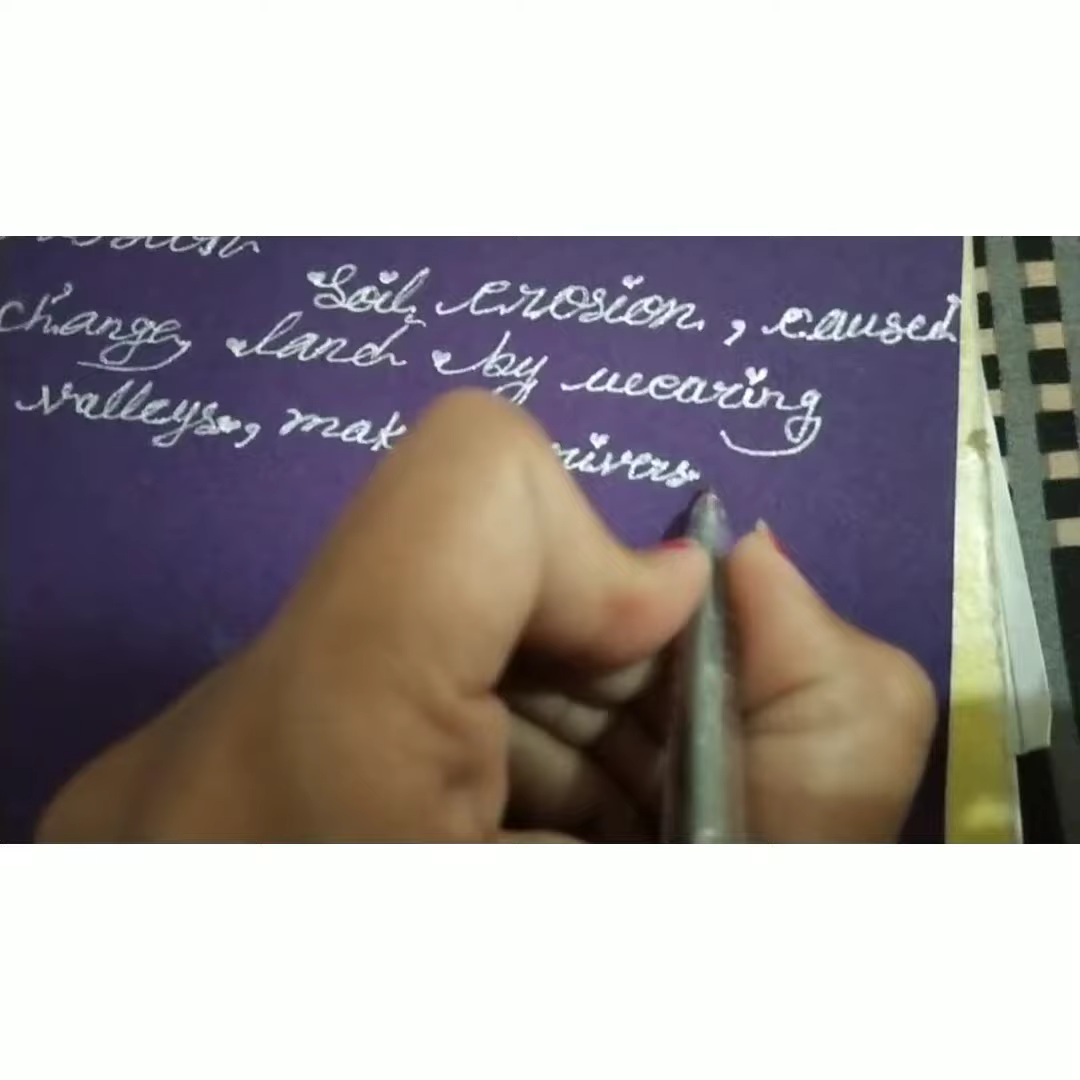 Soil erosion, caused
change land by wearing
valleys, mak rivers